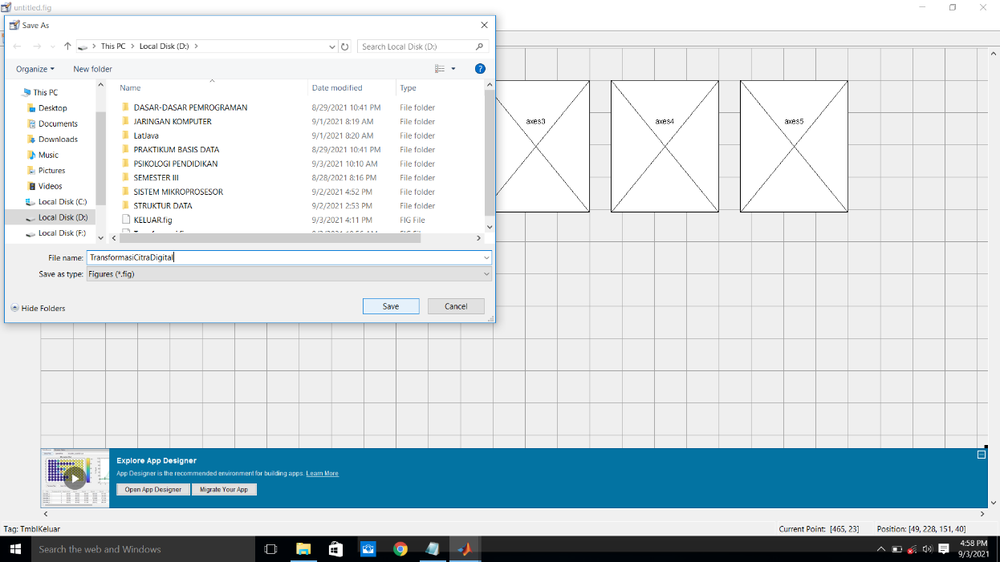 untitled.fig
Save As
This PC
Local Disk (D:)
Search Local Disk (D:)
Organize
New folder
?
This PC
Desktop
Documents
Downloads
Music
Pictures
Videos
Local Disk (C:)
Local Disk (D:)
Local Disk (F:)
Name Date modified Type
DASAR-DASAR PEMROGRAMAN 8/29/2021 10:41 PM File folder
JARINGAN KOMPUTER 9/1/2021 8:19 AM File folder
LatJava 9/1/2021 8:20 AM File folder
PRAKTIKUM BASIS DATA 8/29/2021 10:41 PM File folder
PSIKOLOGI PENDIDIKAN 9/3/2021 10:10 AM File folder
SEMESTER III 8/28/2021 8:16 PM File folder
SISTEM MIKROPROSESOR 9/2/2021 4:52 PM File folder
STRUKTUR DATA 9/2/2021 2:53 PM File folder
KELUAR.fig 9/3/2021 4:11 PM FIG File
File name: TransformasiCitraDigital
Save as type: Figures (*.fig)
Hide Folders
Save
Cancel
axes3
axes4
axes5
Explore App Designer
App Designer is the recommended environment for building apps. Learn More
Open App Designer
Migrate Your App
Tag: TmblKeluar
Current Point: [465, 23]
Position: [49, 228, 151, 40]
Search the web and Windows
4:58 PM
9/3/2021